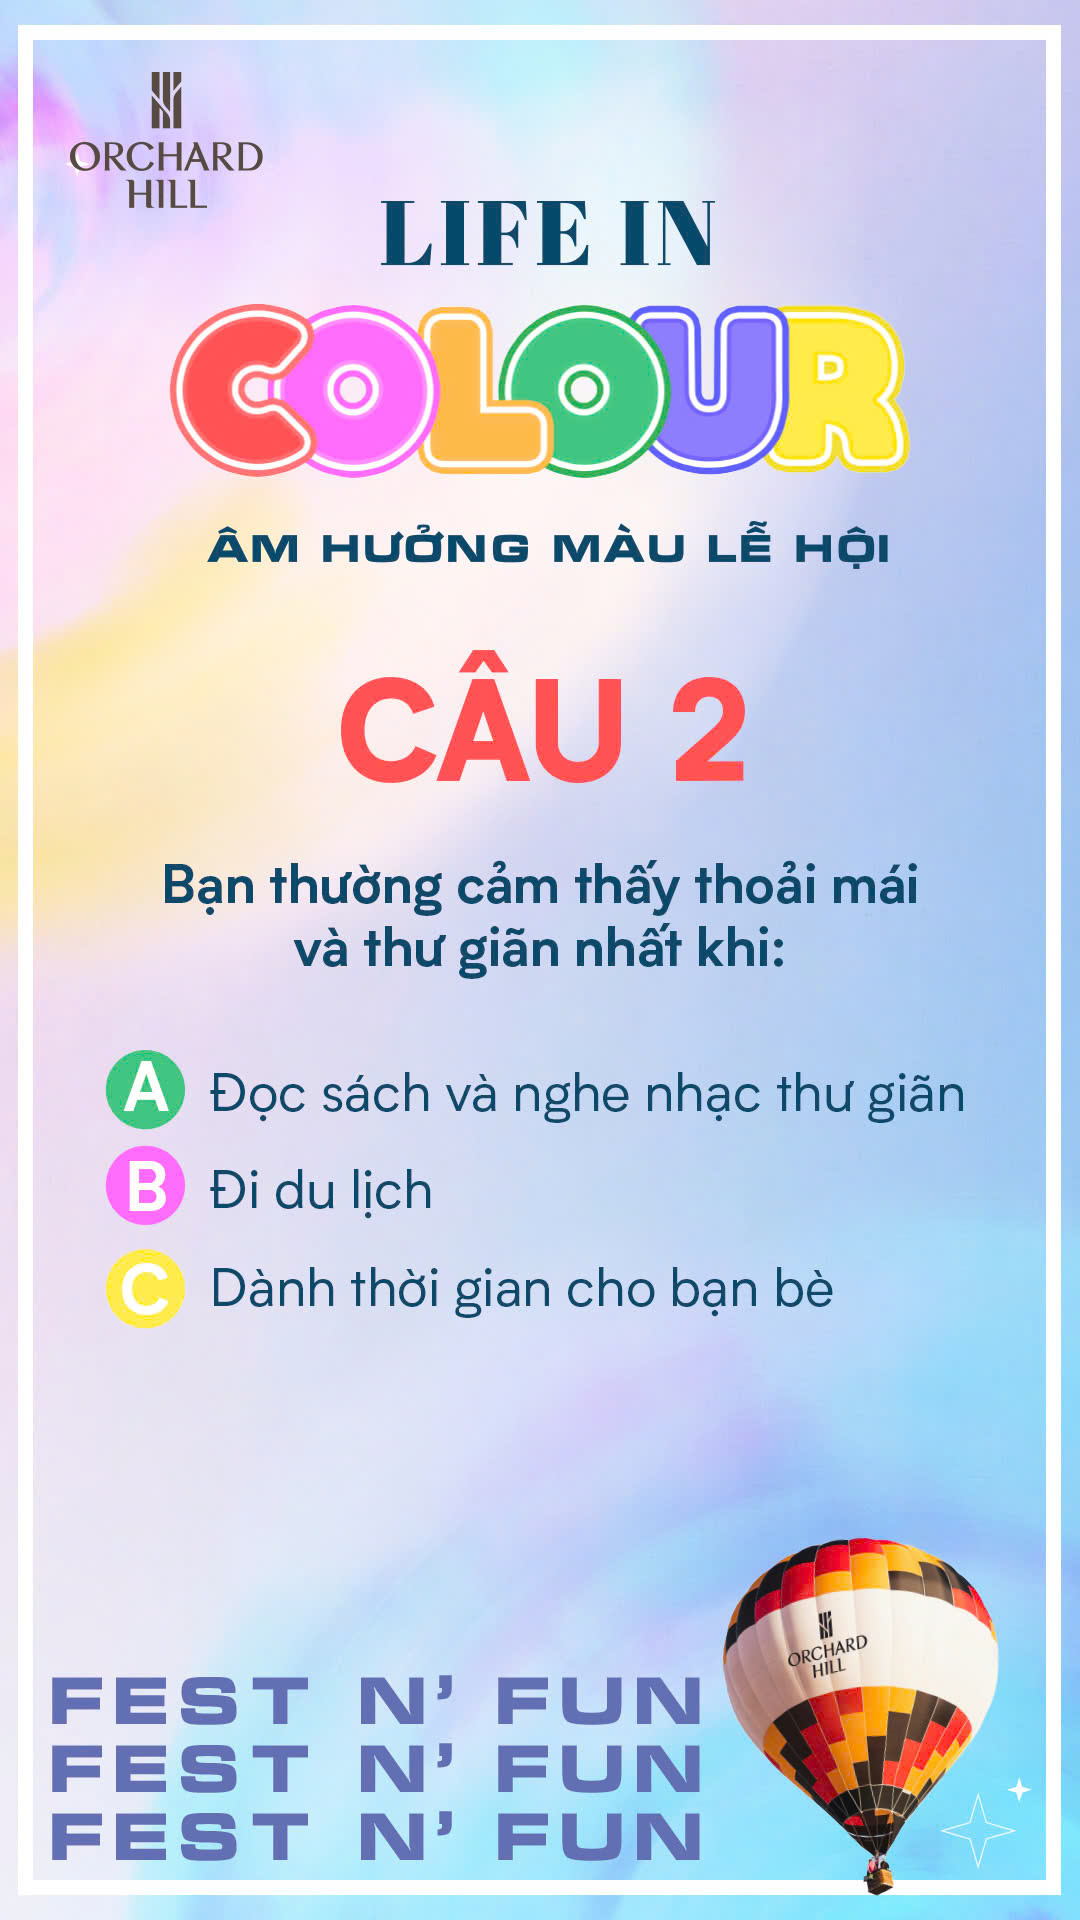 ORCHARD
HILL
LIFE IN
COLOUR
ÂM HƯỞNG MÀU LỄ HỘI
CÂU 2
Bạn thường cảm thấy thoải mái
và thư giãn nhất khi:
A Đọc sách và nghe nhạc thư giãn
B Đi du lịch
C Dành thời gian cho bạn bè
ORCHARD
HILL
FEST N’ FUN
FEST N’ FUN
FEST N’ FUN